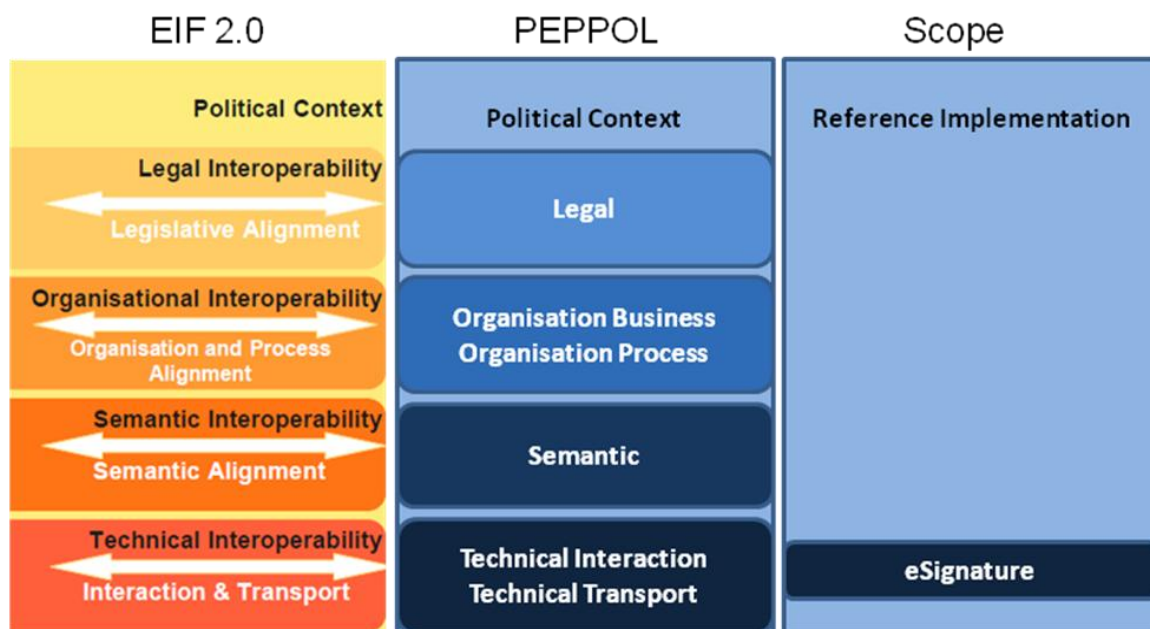 EIF 2.0
Political Context
Legal Interoperability
Legislative Alignment
Organisational Interoperability
Organisation and Process
Alignment
Semantic Interoperability
Semantic Alignment
Technical Interoperability
Interaction & Transport
PEPPOL
Political Context
Legal
Organisation Business
Organisation Process
Semantic
Technical Interaction
Technical Transport
Scope
Reference Implementation
eSignature